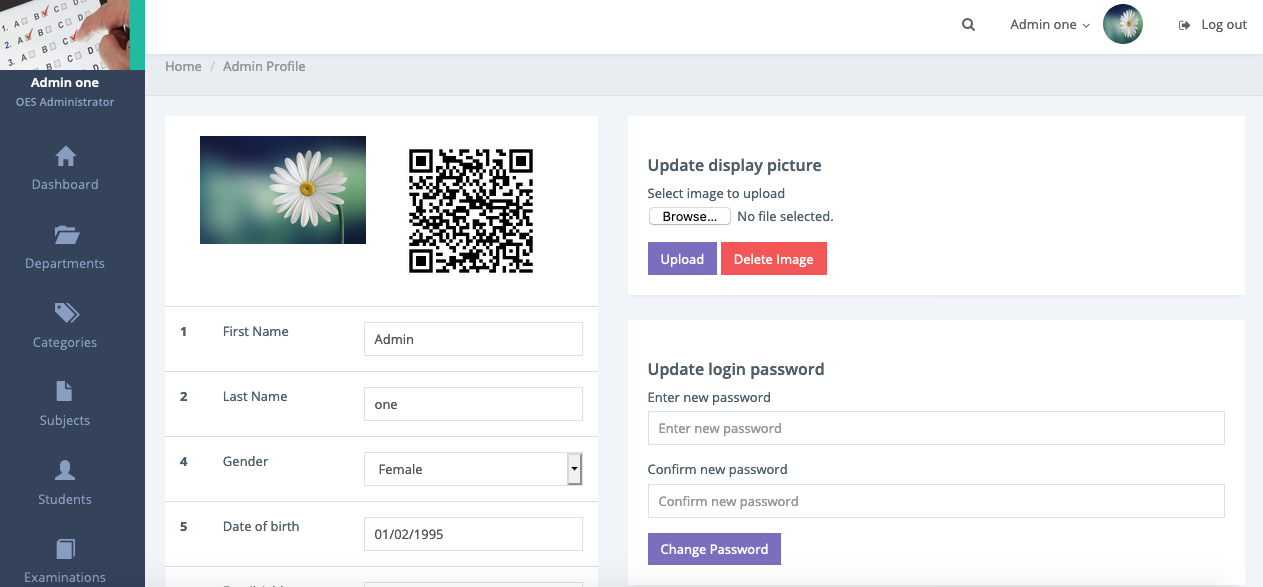 1. A B C D
2. A B C D
3. A B C D
Admin one
OES Administrator
Dashboard
Departments
Categories
Subjects
Students
Examinations
Admin one
Log out
Home / Admin Profile
1 First Name Admin
2 Last Name one
4 Gender Female
5 Date of birth 01/02/1995
Update display picture
Select image to upload
Browse... No file selected.
Upload Delete Image
Update login password
Enter new password
Enter new password
Confirm new password
Confirm new password
Change Password